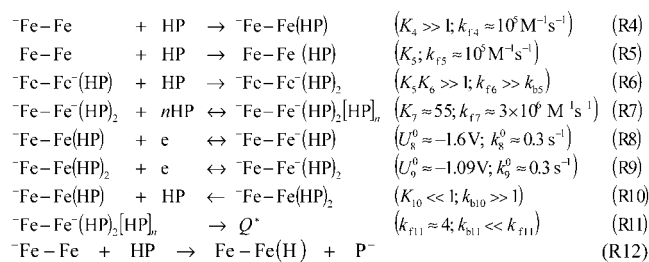 ⁻Fe – Fe + HP → ⁻Fe – Fe(HP) (K₄ >> 1; k_f4 ≈ 10⁵ M⁻¹s⁻¹) (R4)
Fe – Fe + HP → Fe – Fe (HP) (K₅; k_f5 ≈ 10⁵ M⁻¹s⁻¹) (R5)
⁻Fe – Fe⁻(HP) + HP → Fe – Fe⁻(HP)₂ (K₅K₆ >> 1; k_f6 >> k_b5) (R6)
⁻Fe – Fe⁻(HP)₂ + nHP ↔ ⁻Fe – Fe⁻(HP)₂[HP]ₙ (K₇ ≈ 55; k_f7 ≈ 3×10⁶ M⁻¹s⁻¹) (R7)
⁻Fe – Fe(HP) + e ↔ ⁻Fe – Fe⁻(HP) (U₈⁰ ≈ −1.6V; k₈⁰ ≈ 0.3 s⁻¹) (R8)
⁻Fe – Fe(HP)₂ + e ↔ ⁻Fe – Fe⁻(HP)₂ (U₉⁰ ≈ −1.09V; k₉⁰ ≈ 0.3 s⁻¹) (R9)
⁻Fe – Fe(HP) + HP ← ⁻Fe – Fe(HP)₂ (K₁₀ << 1; k_b10 >> 1) (R10)
⁻Fe – Fe⁻(HP)₂[HP]ₙ → Q* (k_f11 ≈ 4; k_b11 << k_f11) (R11)
⁻Fe – Fe + HP → Fe – Fe(H) + P⁻ (R12)